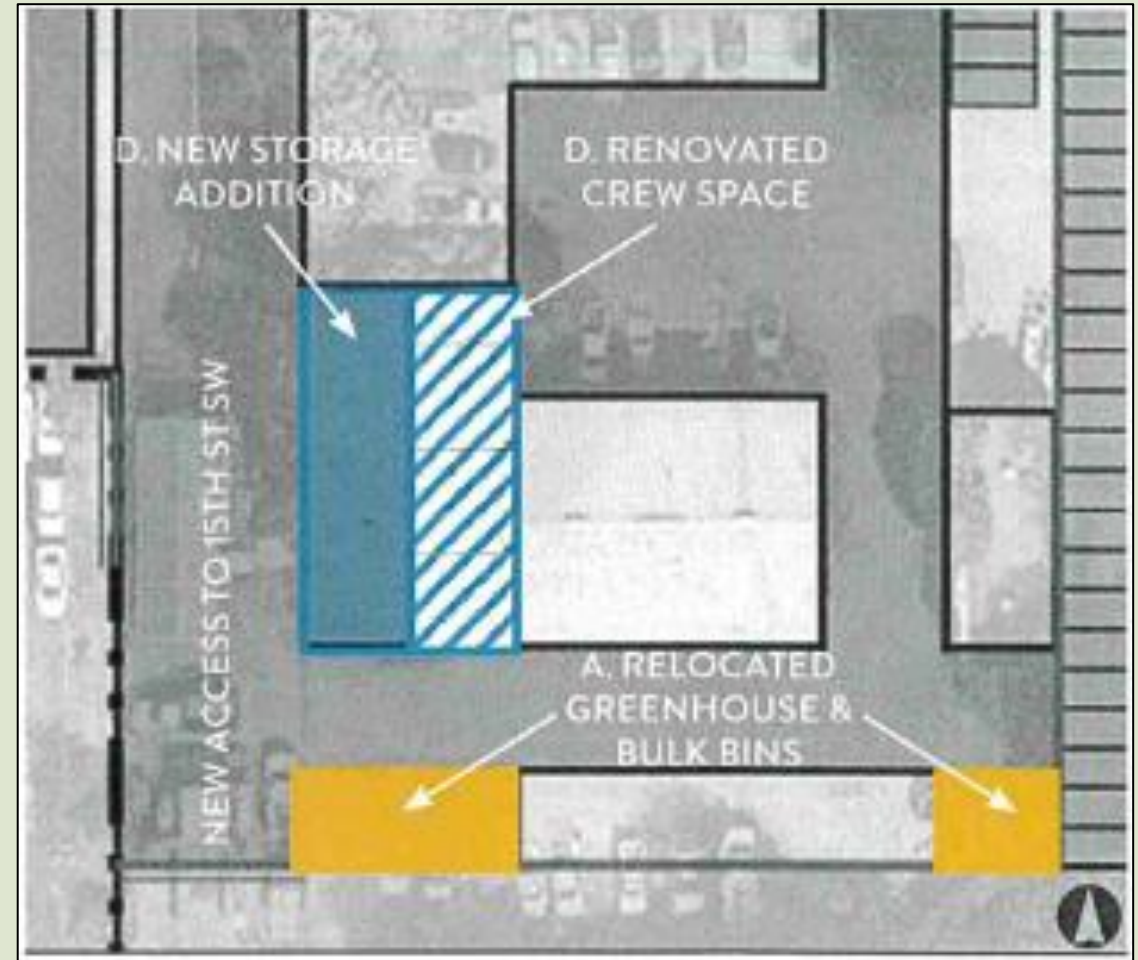 D. NEW STORAGE
ADDITION
D. RENOVATED
CREW SPACE
NEW ACCESS TO 15TH ST SW
A. RELOCATED
GREENHOUSE &
BULK BINS